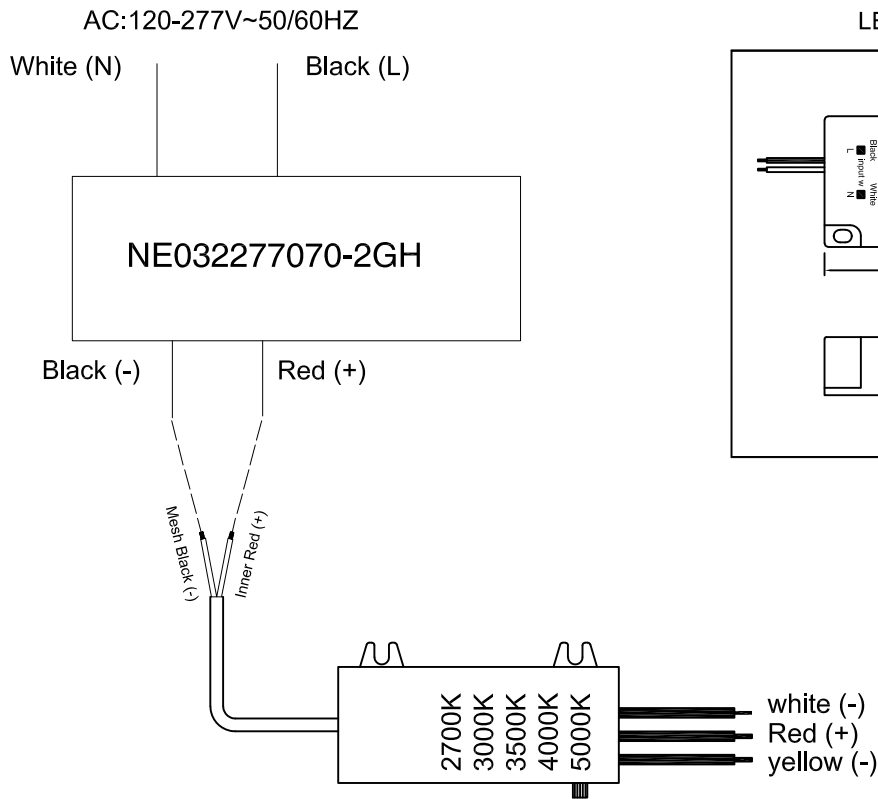 AC:120-277V~50/60HZ
LE
White (N)
Black (L)
Black
White
L
input w
N
NE032277070-2GH
Black (-)
Red (+)
Mesh Black (-)
Inner Red (+)
2700K
3000K
3500K
4000K
5000K
white (-)
Red (+)
yellow (-)